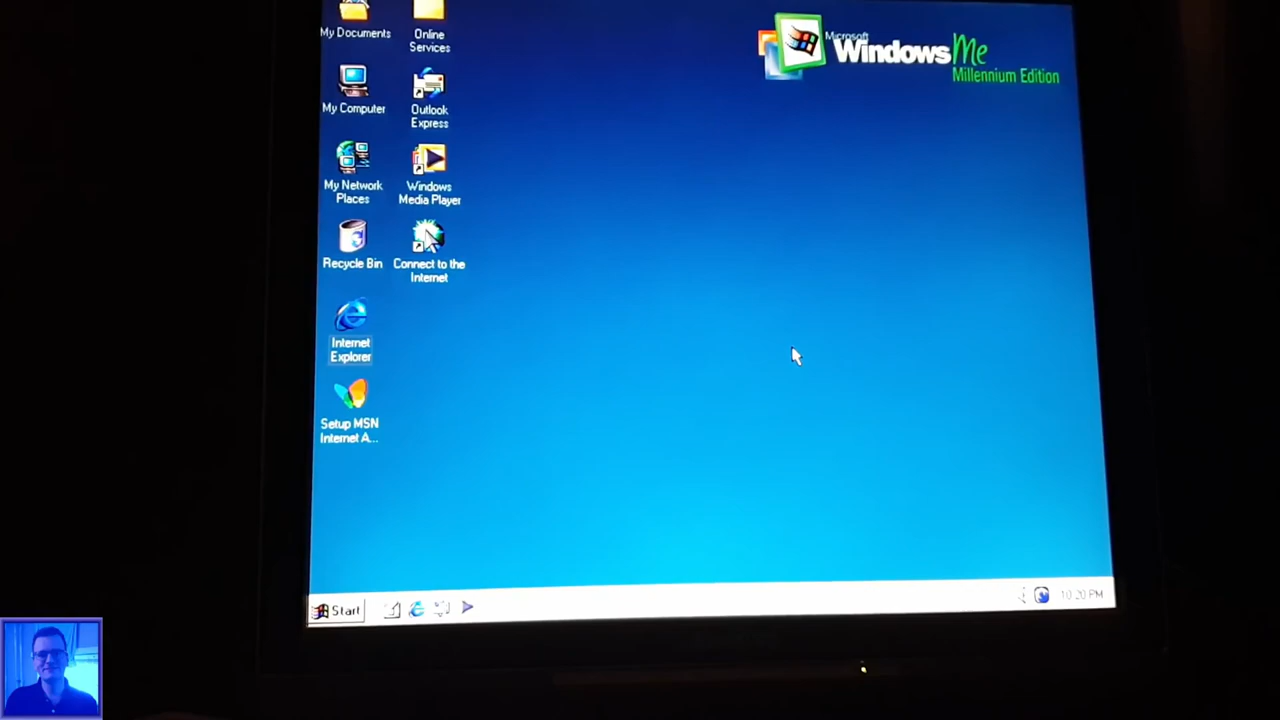 My Documents
Online
Services
Microsoft
Windows Me
Millennium Edition
My Computer
Outlook
Express
My Network
Places
Windows
Media Player
Recycle Bin
Connect to the
Internet
Internet
Explorer
Setup MSN
Internet A...
Start
10:20 PM